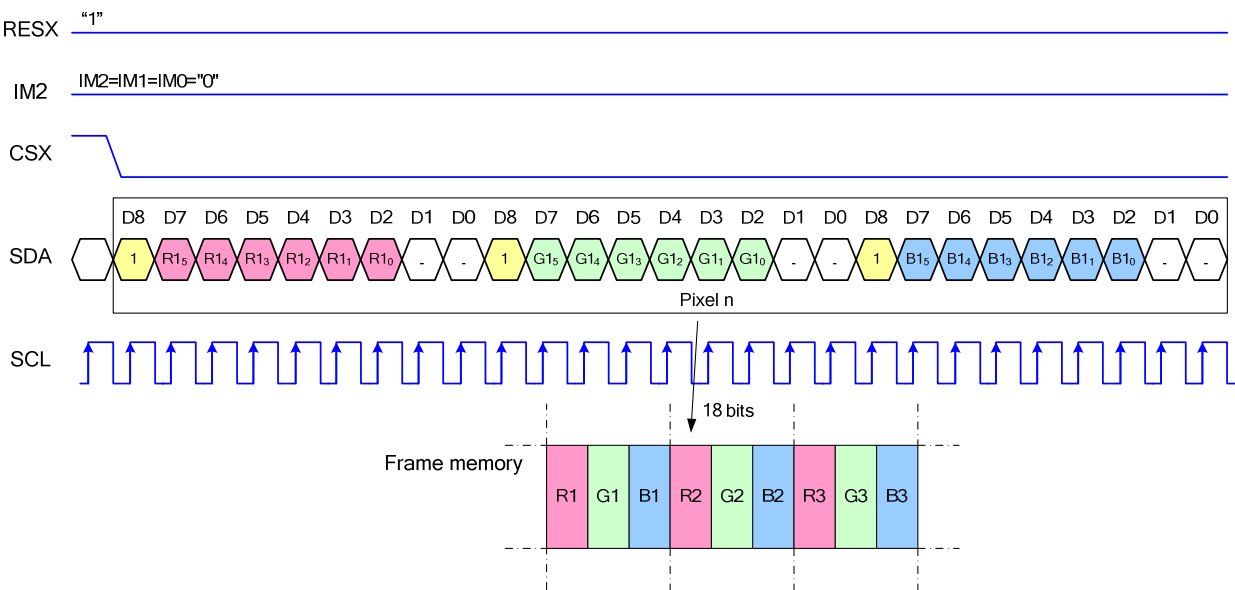 RESX "1"
IM2 IM2=IM1=IM0="0"
CSX
D8 D7 D6 D5 D4 D3 D2 D1 D0 D8 D7 D6 D5 D4 D3 D2 D1 D0 D8 D7 D6 D5 D4 D3 D2 D1 D0
SDA 1 R1₅ R1₄ R1₃ R1₂ R1₁ R1₀ - - 1 G1₅ G1₄ G1₃ G1₂ G1₁ G1₀ - - 1 B1₅ B1₄ B1₃ B1₂ B1₁ B1₀ - -
Pixel n
SCL
18 bits
Frame memory
R1 G1 B1 R2 G2 B2 R3 G3 B3